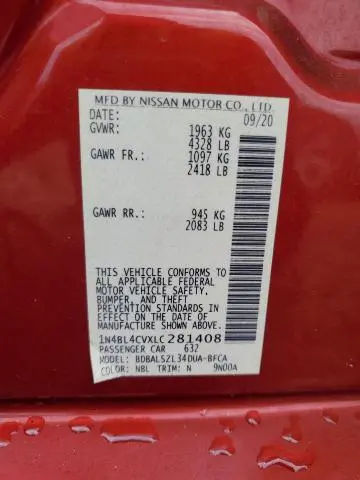 MFD BY NISSAN MOTOR CO., LTD.
DATE: 09/20
GVWR: 1963 KG
4328 LB
GAWR FR.: 1097 KG
2418 LB
GAWR RR.: 945 KG
2083 LB
THIS VEHICLE CONFORMS TO
ALL APPLICABLE FEDERAL
MOTOR VEHICLE SAFETY,
BUMPER, AND THEFT
PREVENTION STANDARDS IN
EFFECT ON THE DATE OF
MANUFACTURE SHOWN ABOVE.
1N4BL4CVXLC281408
PASSENGER CAR 632
MODEL: BDBALSZL34DUA-BFCA
COLOR: NBL TRIM: N 9N00A